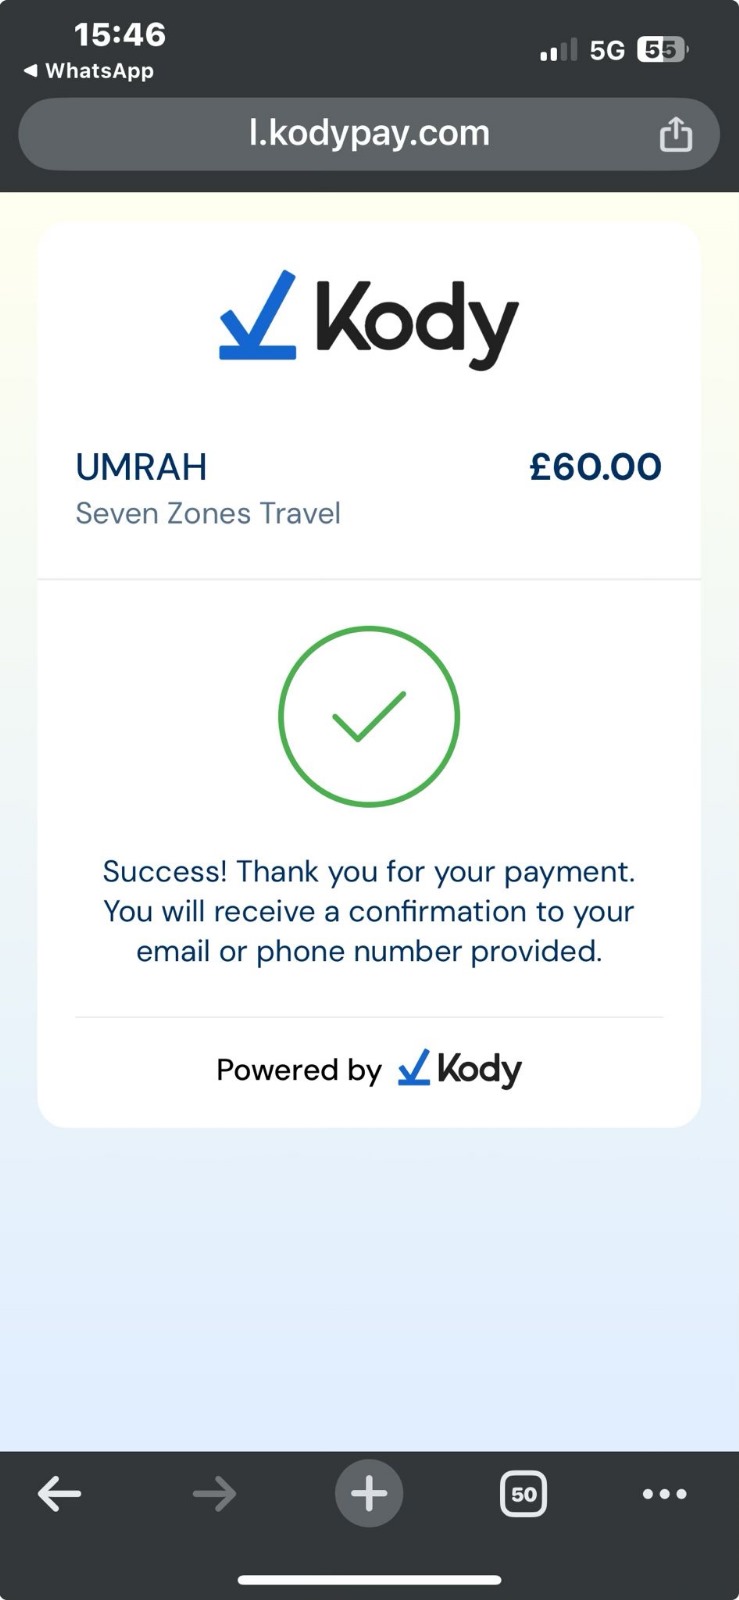 15:46
5G
55
WhatsApp
l.kodypay.com
Kody
UMRAH
£60.00
Seven Zones Travel
Success! Thank you for your payment.
You will receive a confirmation to your
email or phone number provided.
Powered by Kody
50